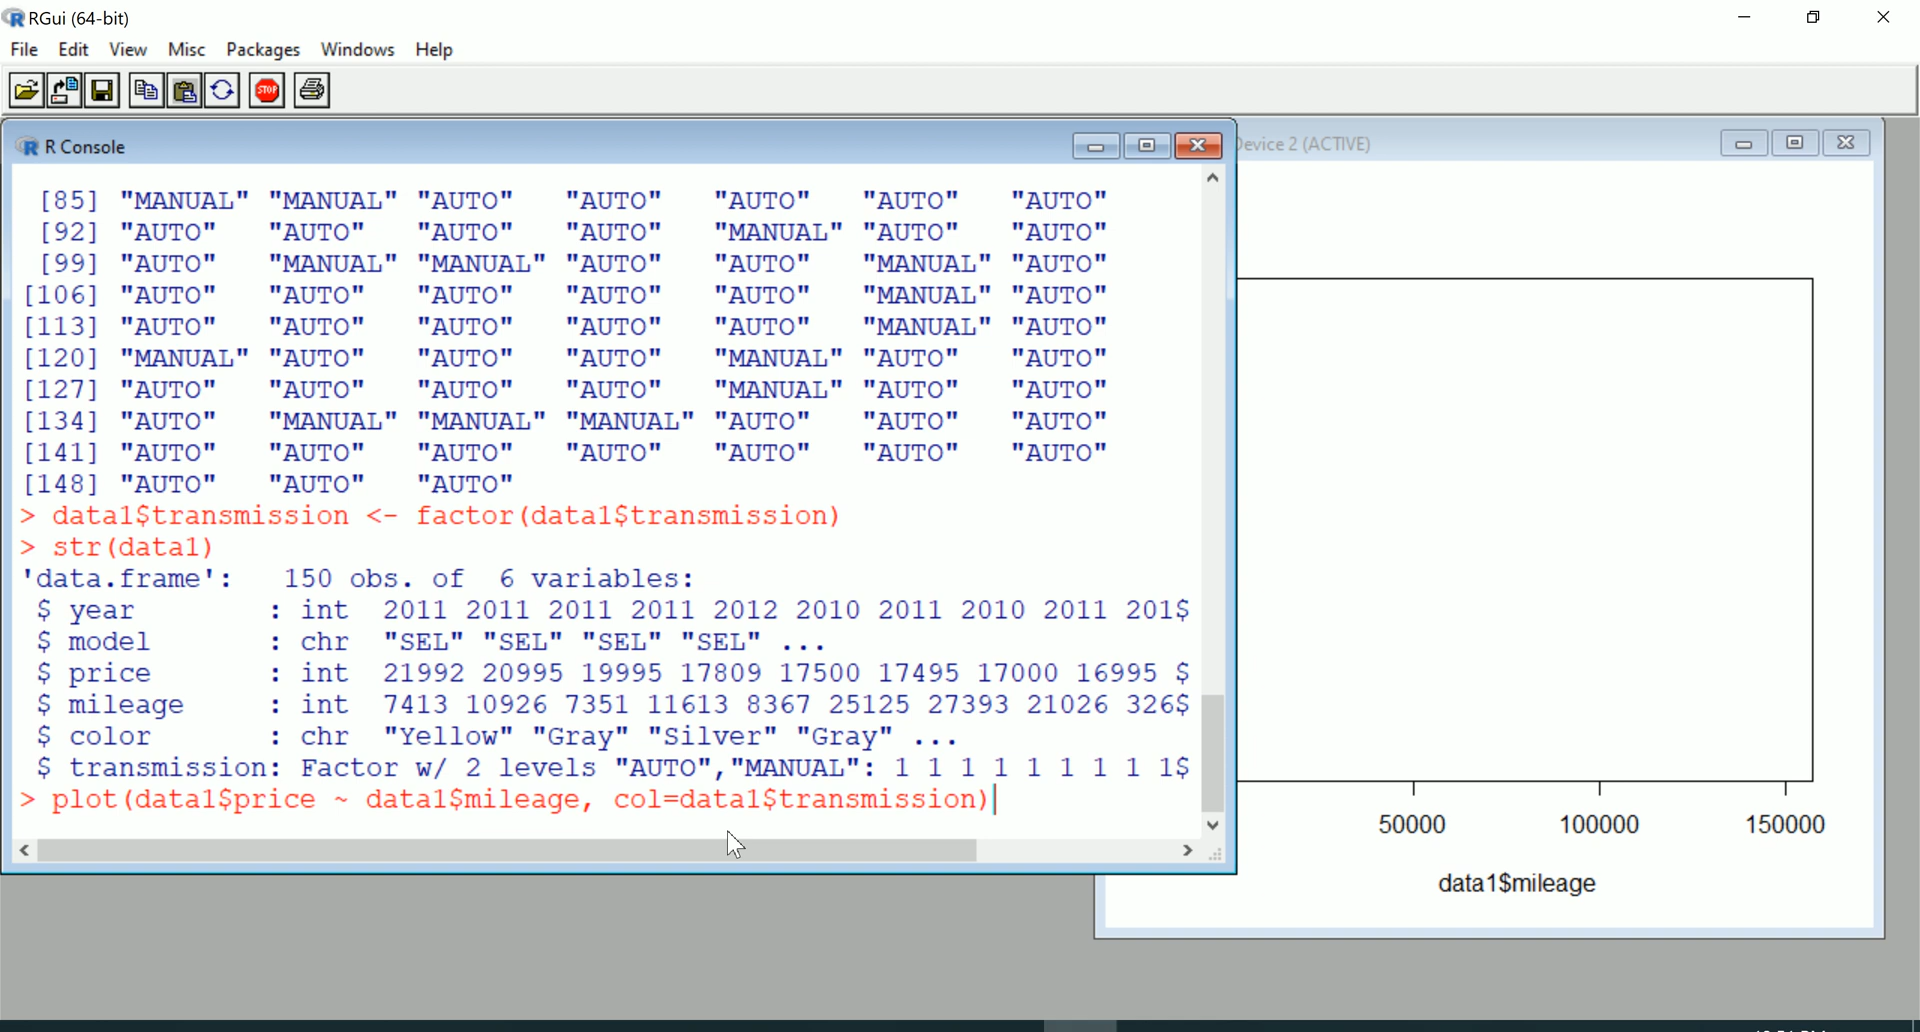 RGui (64-bit)
File Edit View Misc Packages Windows Help
STOP
R Console
[85] "MANUAL" "MANUAL" "AUTO" "AUTO" "AUTO" "AUTO" "AUTO"
[92] "AUTO" "AUTO" "AUTO" "AUTO" "MANUAL" "AUTO" "AUTO"
[99] "AUTO" "MANUAL" "MANUAL" "AUTO" "AUTO" "MANUAL" "AUTO"
[106] "AUTO" "AUTO" "AUTO" "AUTO" "AUTO" "MANUAL" "AUTO"
[113] "AUTO" "AUTO" "AUTO" "AUTO" "AUTO" "MANUAL" "AUTO"
[120] "MANUAL" "AUTO" "AUTO" "AUTO" "MANUAL" "AUTO" "AUTO"
[127] "AUTO" "AUTO" "AUTO" "AUTO" "MANUAL" "AUTO" "AUTO"
[134] "AUTO" "MANUAL" "MANUAL" "MANUAL" "AUTO" "AUTO" "AUTO"
[141] "AUTO" "AUTO" "AUTO" "AUTO" "AUTO" "AUTO" "AUTO"
[148] "AUTO" "AUTO" "AUTO"
> data1$transmission <- factor(data1$transmission)
> str(data1)
'data.frame': 150 obs. of 6 variables:
$ year : int 2011 2011 2011 2011 2012 2010 2011 2010 2011 201$
$ model : chr "SEL" "SEL" "SEL" "SEL" ...
$ price : int 21992 20995 19995 17809 17500 17495 17000 16995 $
$ mileage : int 7413 10926 7351 11613 8367 25125 27393 21026 326$
$ color : chr "Yellow" "Gray" "Silver" "Gray" ...
$ transmission: Factor w/ 2 levels "AUTO","MANUAL": 1 1 1 1 1 1 1 1 1$
> plot(data1$price ~ data1$mileage, col=data1$transmission)
Device 2 (ACTIVE)
50000 100000 150000
data1$mileage